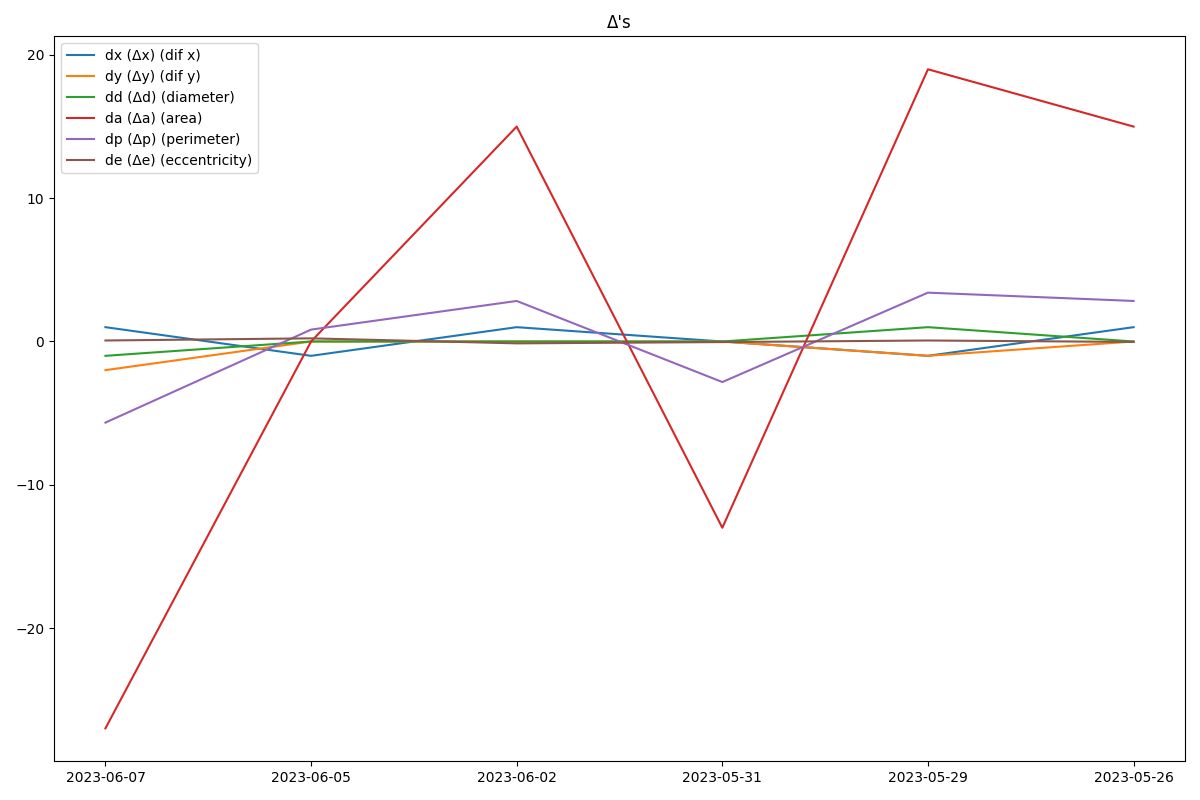 Δ's
dx (Δx) (dif x)
dy (Δy) (dif y)
dd (Δd) (diameter)
da (Δa) (area)
dp (Δp) (perimeter)
de (Δe) (eccentricity)
20
10
0
−10
−20
2023-06-07 2023-06-05 2023-06-02 2023-05-31 2023-05-29 2023-05-26